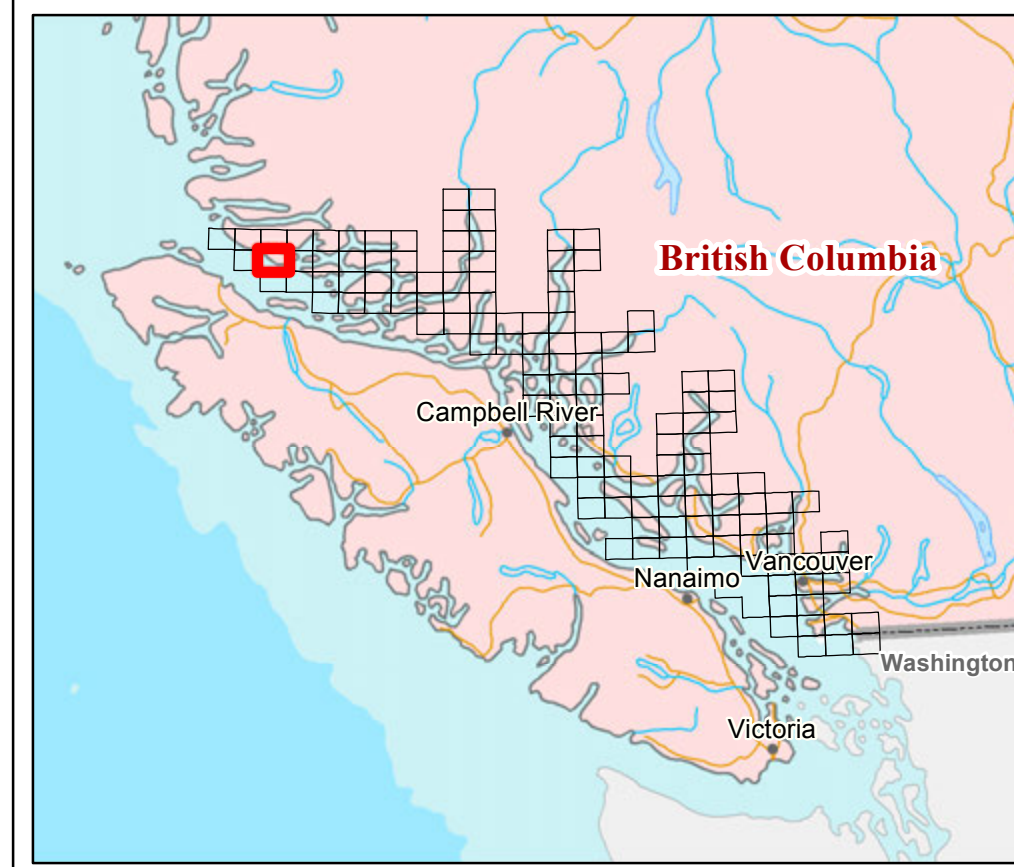 British Columbia
Campbell River
Vancouver
Nanaimo
Washington
Victoria